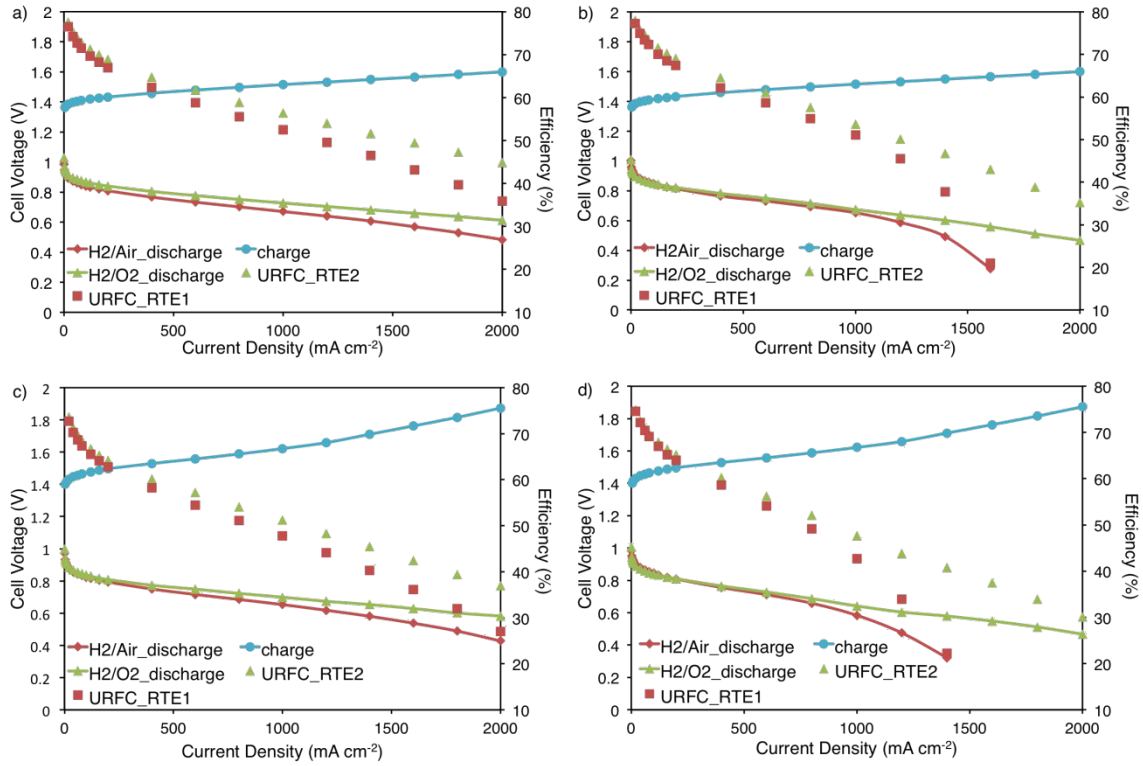 a)
2
1.8
1.6
1.4
1.2
1
0.8
0.6
0.4
0.2
0
Cell Voltage (V)
80
70
60
50
40
30
20
10
Efficiency (%)
H2/Air_discharge
charge
H2/O2_discharge
URFC_RTE2
URFC_RTE1
0
500
1000
1500
2000
Current Density (mA cm-2)
b)
2
1.8
1.6
1.4
1.2
1
0.8
0.6
0.4
0.2
0
Cell Voltage (V)
80
70
60
50
40
30
20
10
Efficiency (%)
H2Air_discharge
charge
H2/O2_discharge
URFC_RTE2
URFC_RTE1
0
500
1000
1500
2000
Current Density (mA cm-2)
c)
2
1.8
1.6
1.4
1.2
1
0.8
0.6
0.4
0.2
0
Cell Voltage (V)
80
70
60
50
40
30
20
10
Efficiency (%)
H2/Air_discharge
charge
H2/O2_discharge
URFC_RTE2
URFC_RTE1
0
500
1000
1500
2000
Current Density (mA cm-2)
d)
2
1.8
1.6
1.4
1.2
1
0.8
0.6
0.4
0.2
0
Cell Voltage (V)
80
70
60
50
40
30
20
10
Efficiency (%)
H2/Air_discharge
charge
H2/O2_discharge
URFC_RTE2
URFC_RTE1
0
500
1000
1500
2000
Current Density (mA cm-2)